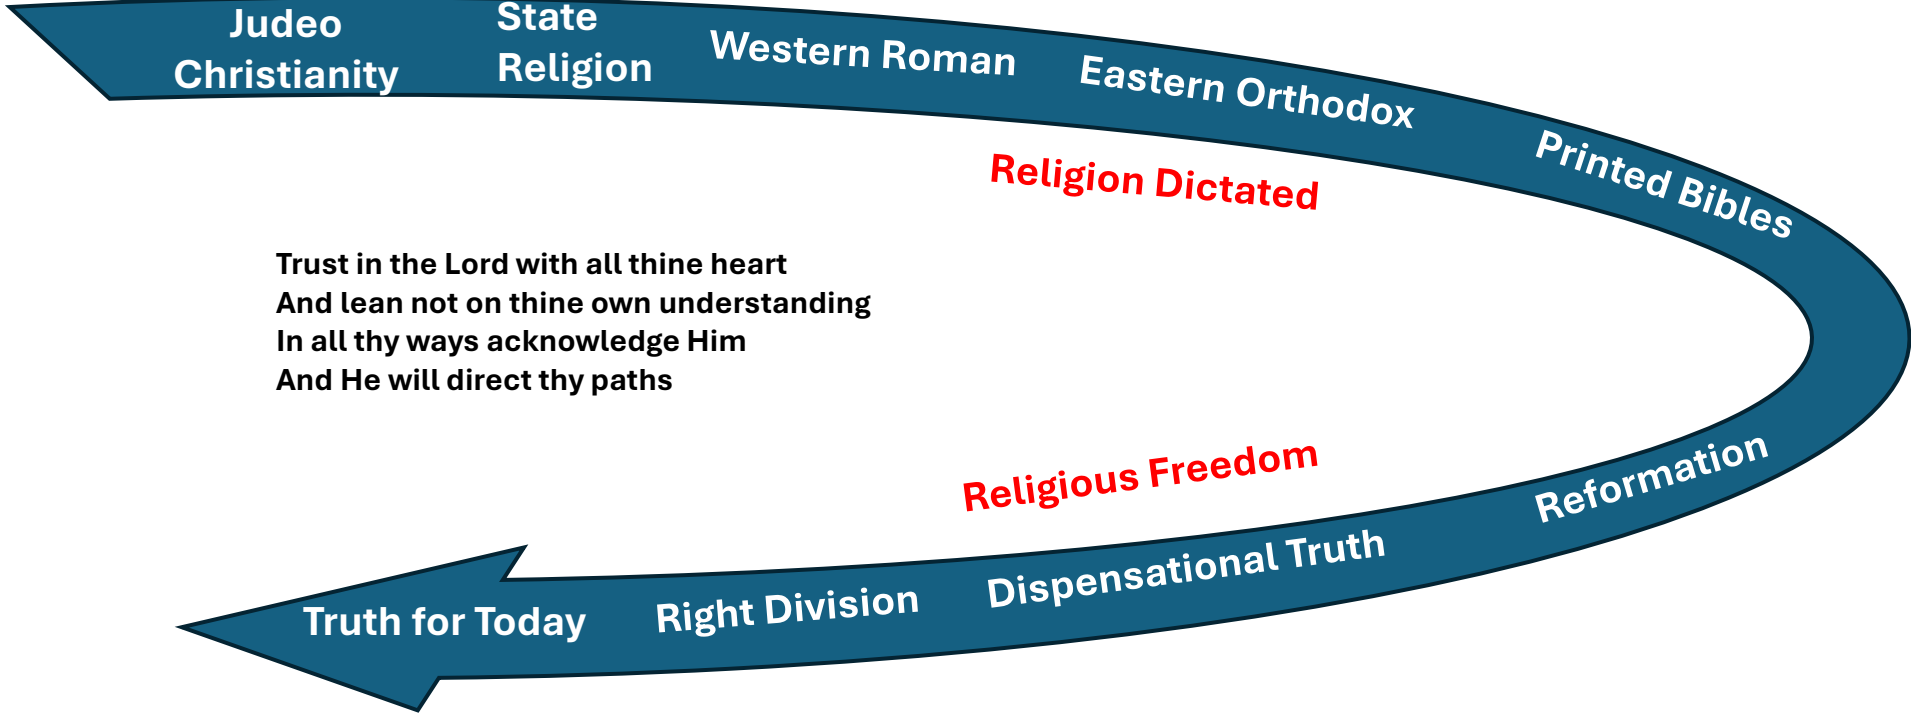 Judeo
Christianity
State
Religion
Western Roman
Eastern Orthodox
Printed Bibles
Religion Dictated
Trust in the Lord with all thine heart
And lean not on thine own understanding
In all thy ways acknowledge Him
And He will direct thy paths
Religious Freedom
Reformation
Dispensational Truth
Right Division
Truth for Today